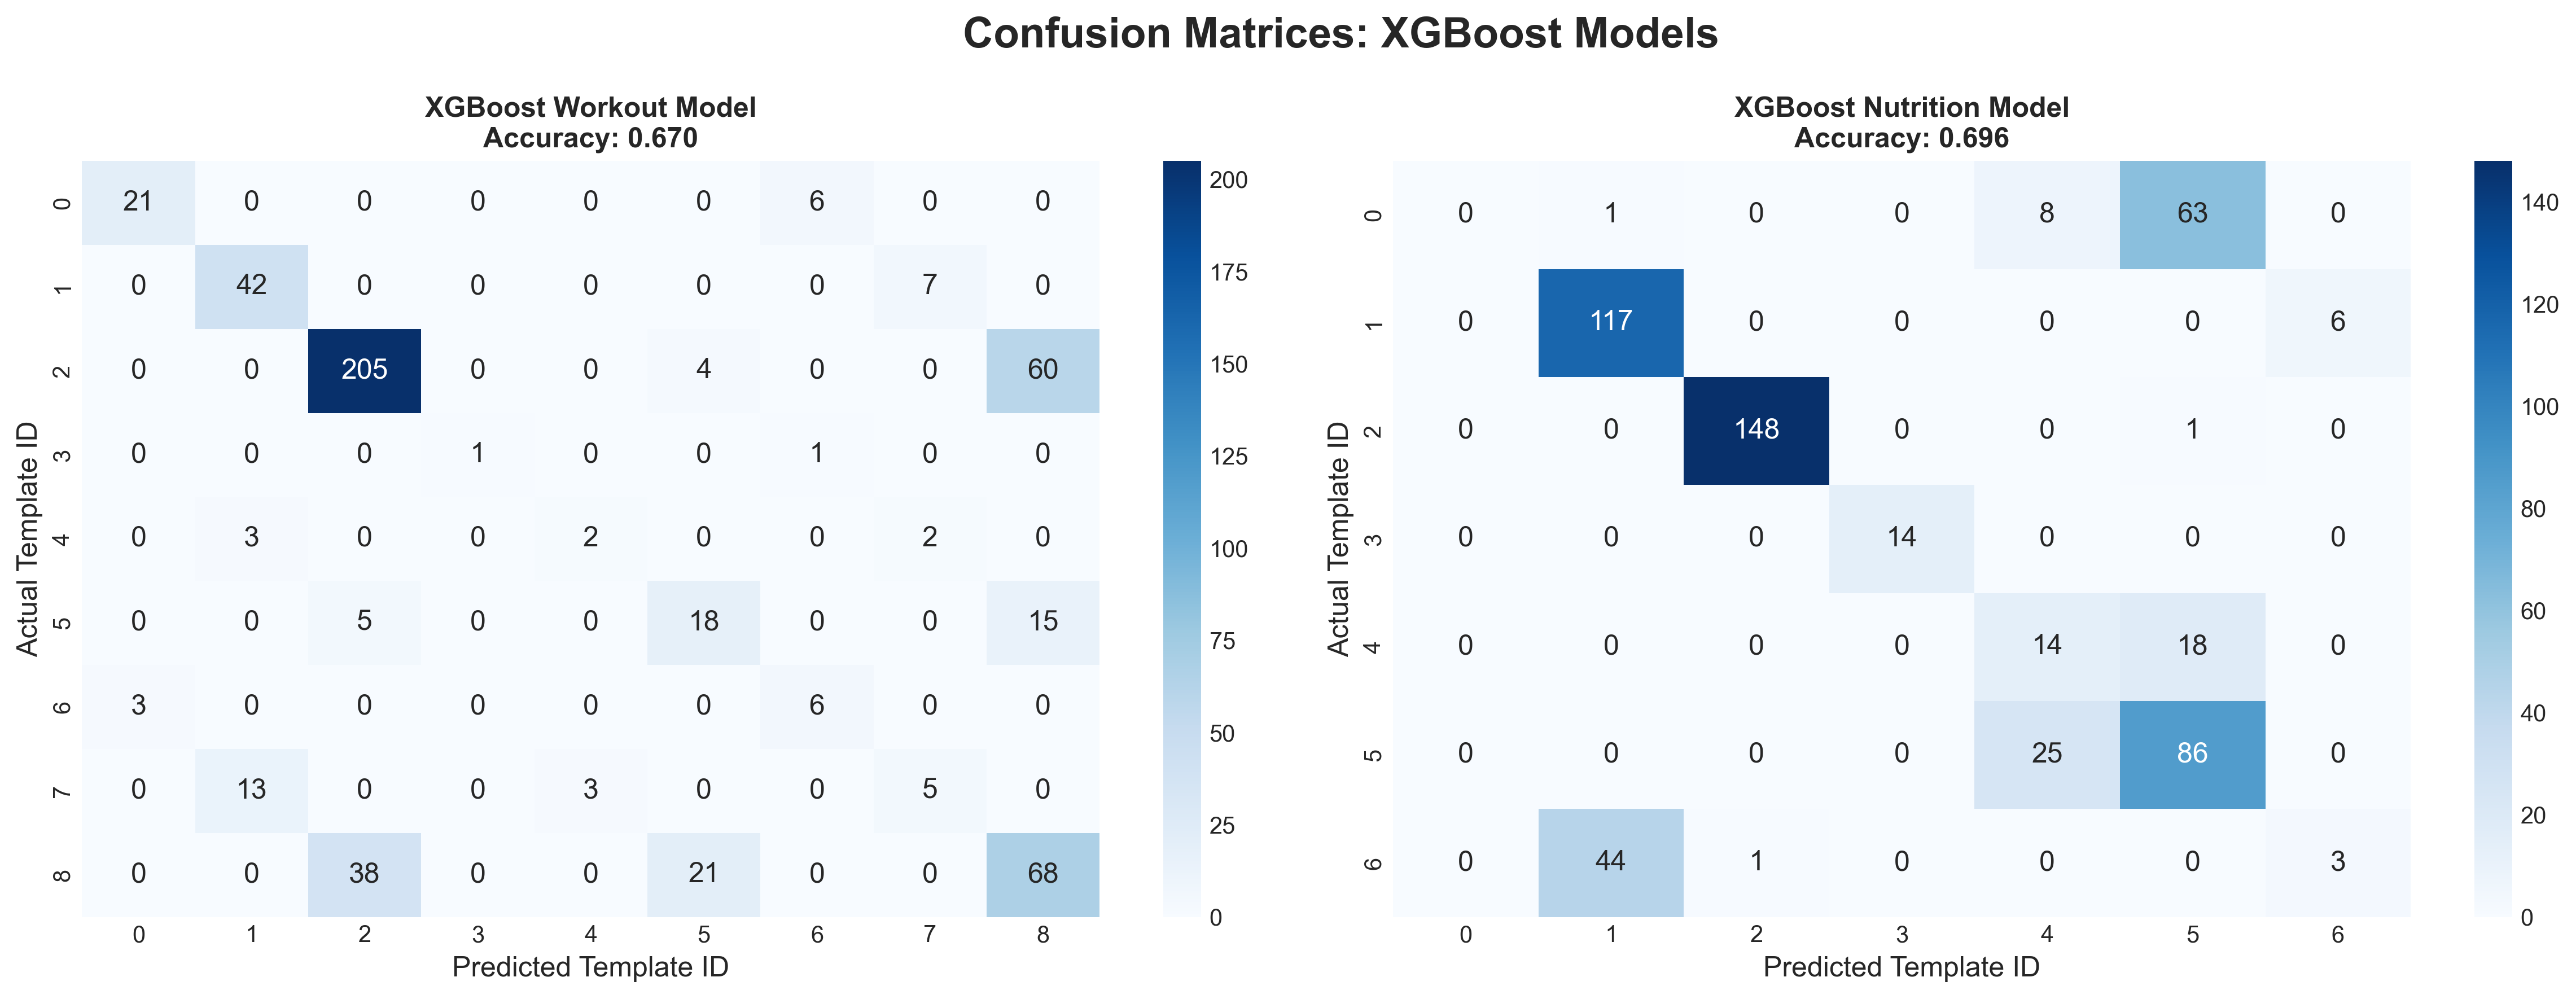 Confusion Matrices: XGBoost Models
XGBoost Workout Model
Accuracy: 0.670
Actual Template ID
0 21 0 0 0 0 0 6 0 0
1 0 42 0 0 0 0 0 7 0
2 0 0 205 0 0 4 0 0 60
3 0 0 0 1 0 0 1 0 0
4 0 3 0 0 2 0 0 2 0
5 0 0 5 0 0 18 0 0 15
6 3 0 0 0 0 0 6 0 0
7 0 13 0 0 3 0 0 5 0
8 0 0 38 0 0 21 0 0 68
0 1 2 3 4 5 6 7 8
Predicted Template ID
200
175
150
125
100
75
50
25
0
XGBoost Nutrition Model
Accuracy: 0.696
Actual Template ID
0 0 1 0 0 8 63 0
1 0 117 0 0 0 0 6
2 0 0 148 0 0 1 0
3 0 0 0 14 0 0 0
4 0 0 0 0 14 18 0
5 0 0 0 0 25 86 0
6 0 44 1 0 0 0 3
0 1 2 3 4 5 6
Predicted Template ID
140
120
100
80
60
40
20
0